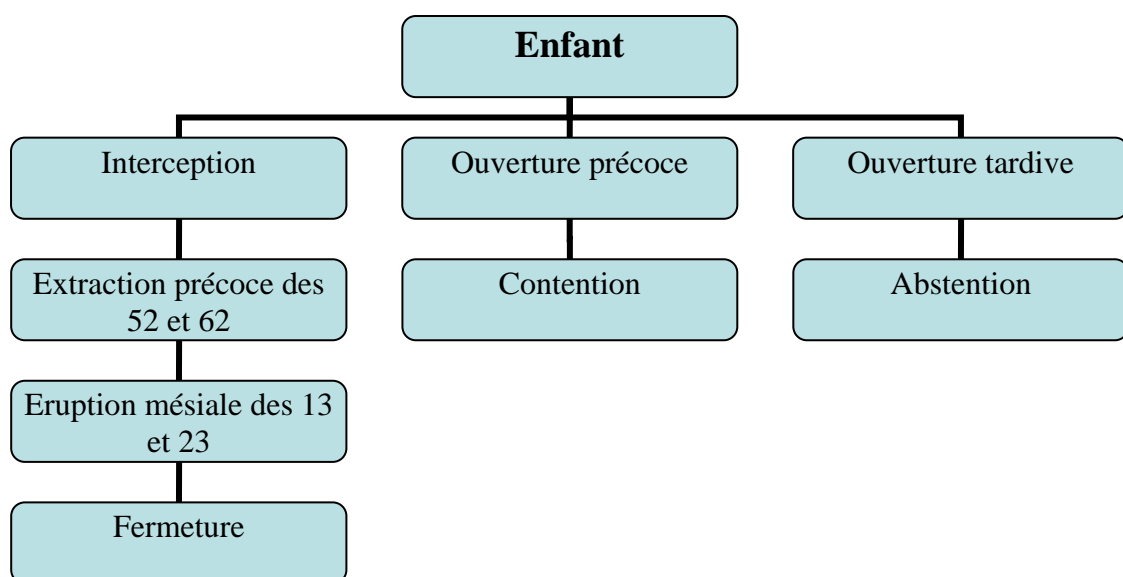 Enfant
Interception
Ouverture précoce
Ouverture tardive
Extraction précoce des
52 et 62
Contention
Abstention
Eruption mésiale des 13
et 23
Fermeture